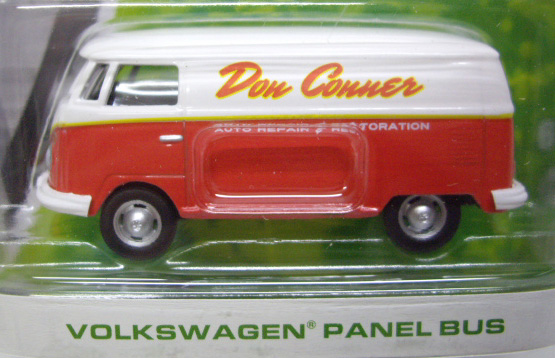 Don Conner
AUTO REPAIR & RESTORATION
VOLKSWAGEN® PANEL BUS